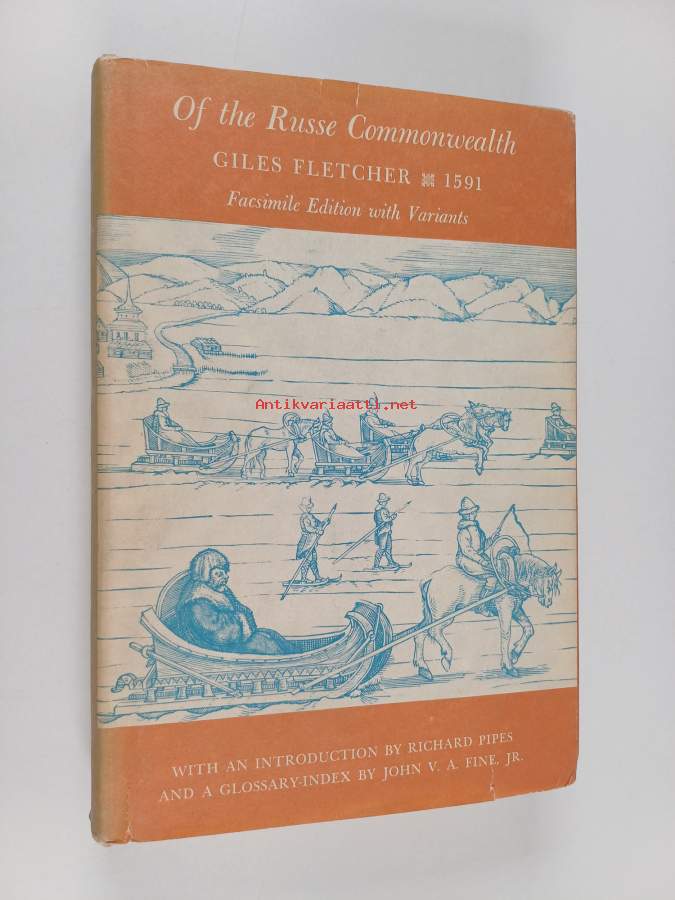 Of the Russe Commonwealth
GILES FLETCHER ⁕ 1591
Facsimile Edition with Variants
Antikvariaatti.net
WITH AN INTRODUCTION BY RICHARD PIPES
AND A GLOSSARY-INDEX BY JOHN V. A. FINE, JR.